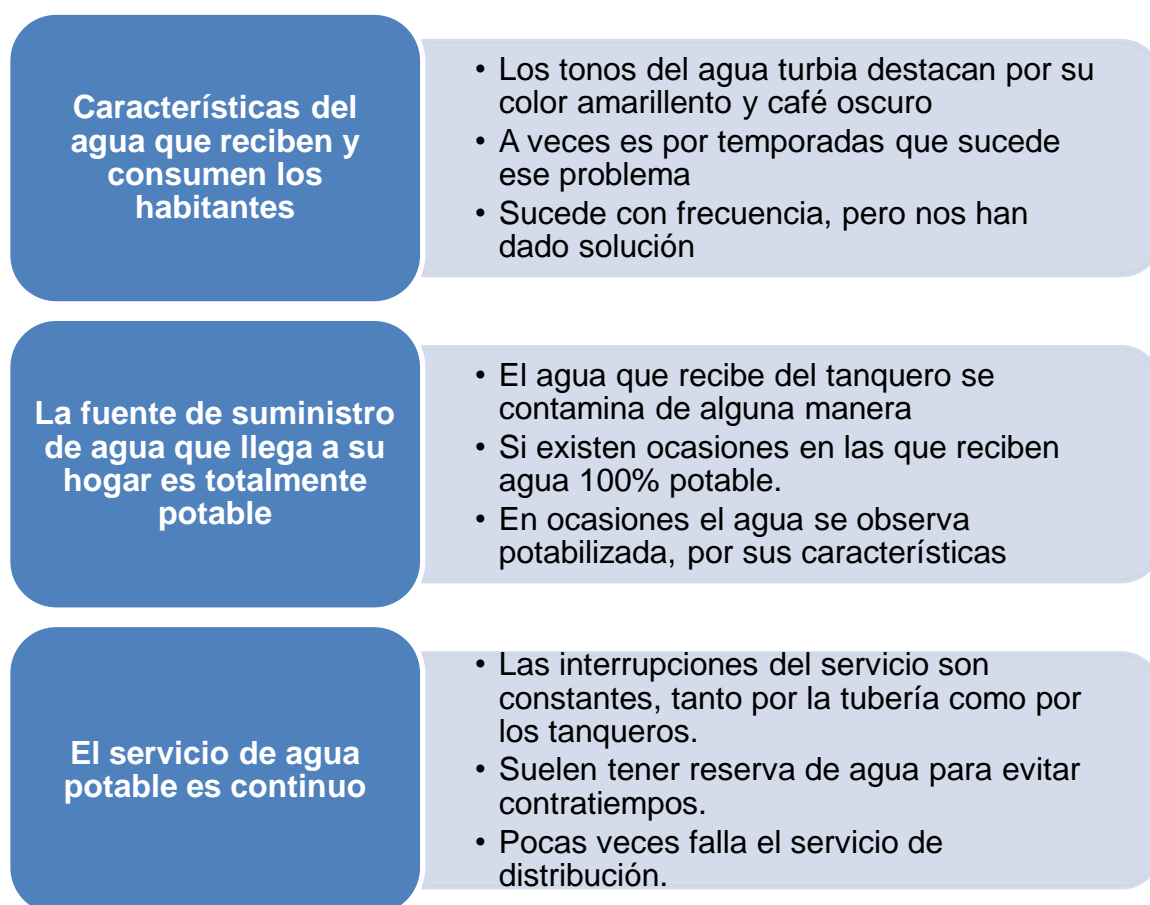 Características del
agua que reciben y
consumen los
habitantes
• Los tonos del agua turbia destacan por su
color amarillento y café oscuro
• A veces es por temporadas que sucede
ese problema
• Sucede con frecuencia, pero nos han
dado solución
La fuente de suministro
de agua que llega a su
hogar es totalmente
potable
• El agua que recibe del tanquero se
contamina de alguna manera
• Si existen ocasiones en las que reciben
agua 100% potable.
• En ocasiones el agua se observa
potabilizada, por sus características
El servicio de agua
potable es continuo
• Las interrupciones del servicio son
constantes, tanto por la tubería como por
los tanqueros.
• Suelen tener reserva de agua para evitar
contratiempos.
• Pocas veces falla el servicio de
distribución.